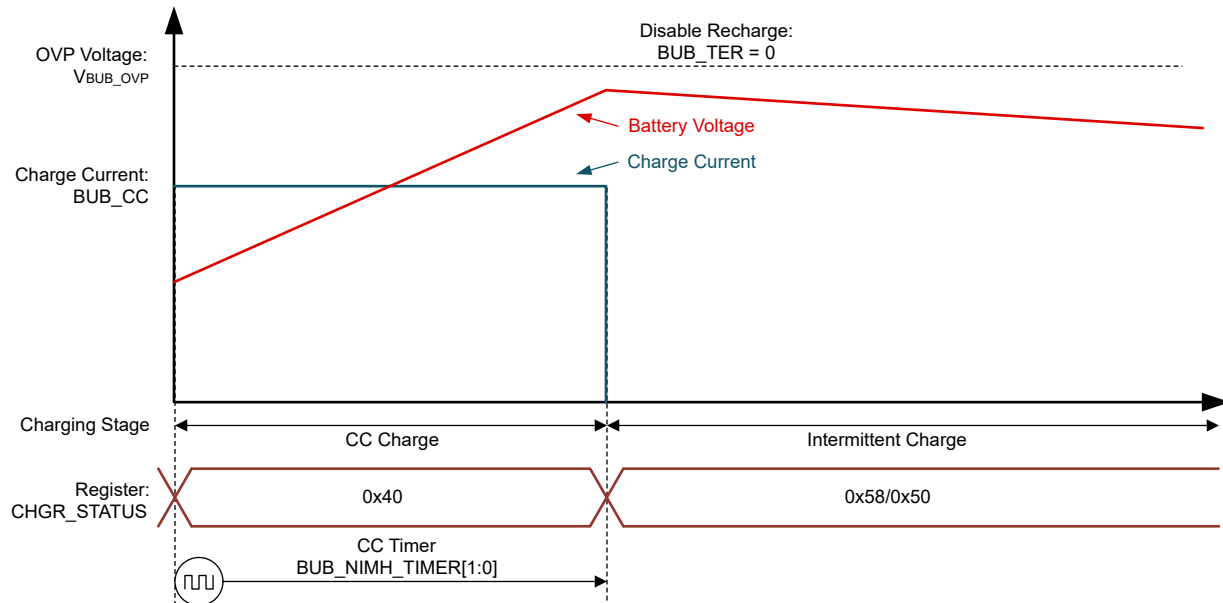 Disable Recharge:
BUB_TER = 0
OVP Voltage:
VBUB_OVP
Battery Voltage
Charge Current
Charge Current:
BUB_CC
Charging Stage
CC Charge
Intermittent Charge
Register:
CHGR_STATUS
0x40
0x58/0x50
CC Timer
BUB_NIMH_TIMER[1:0]